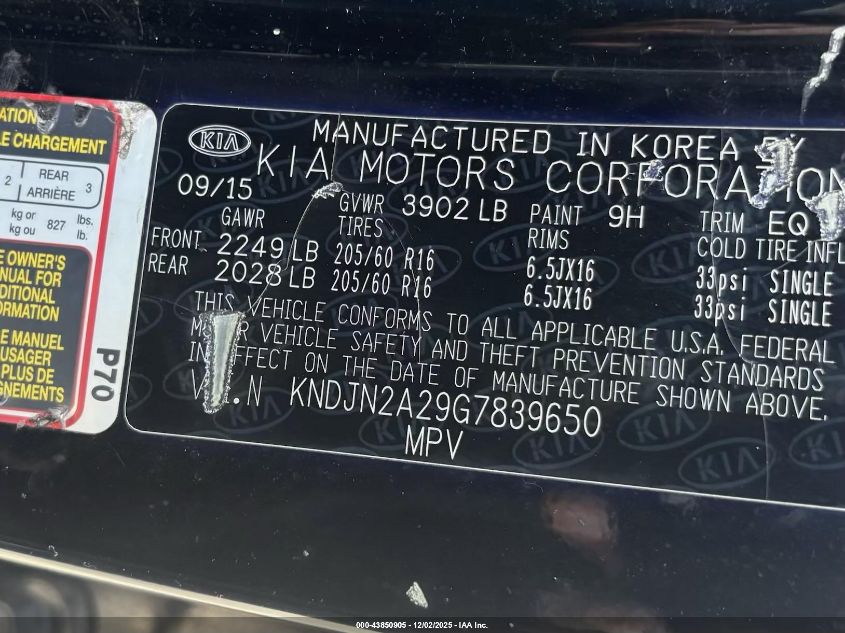 ATION
LE CHARGEMENT
2 REAR 3
ARRIÈRE
kg or 827 lbs.
kg ou lb.
E OWNER'S
ANUAL FOR
DITIONAL
ORMATION
E MANUEL
USAGER
PLUS DE
GNEMENTS
P70
KIA
MANUFACTURED IN KOREA BY
KIA MOTORS CORPORATION
09/15 GVWR 3902 LB PAINT 9H TRIM EQ
GAWR TIRES RIMS COLD TIRE INFL
FRONT 2249 LB 205/60 R16 6.5JX16 33psi SINGLE
REAR 2028 LB 205/60 R16 6.5JX16 33psi SINGLE
THIS VEHICLE CONFORMS TO ALL APPLICABLE U.S.A. FEDERAL
MOTOR VEHICLE SAFETY AND THEFT PREVENTION STANDARDS
IN EFFECT ON THE DATE OF MANUFACTURE SHOWN ABOVE.
V.I.N KNDJN2A29G7839650
MPV
000-43850905 - 12/02/2025 - IAA Inc.